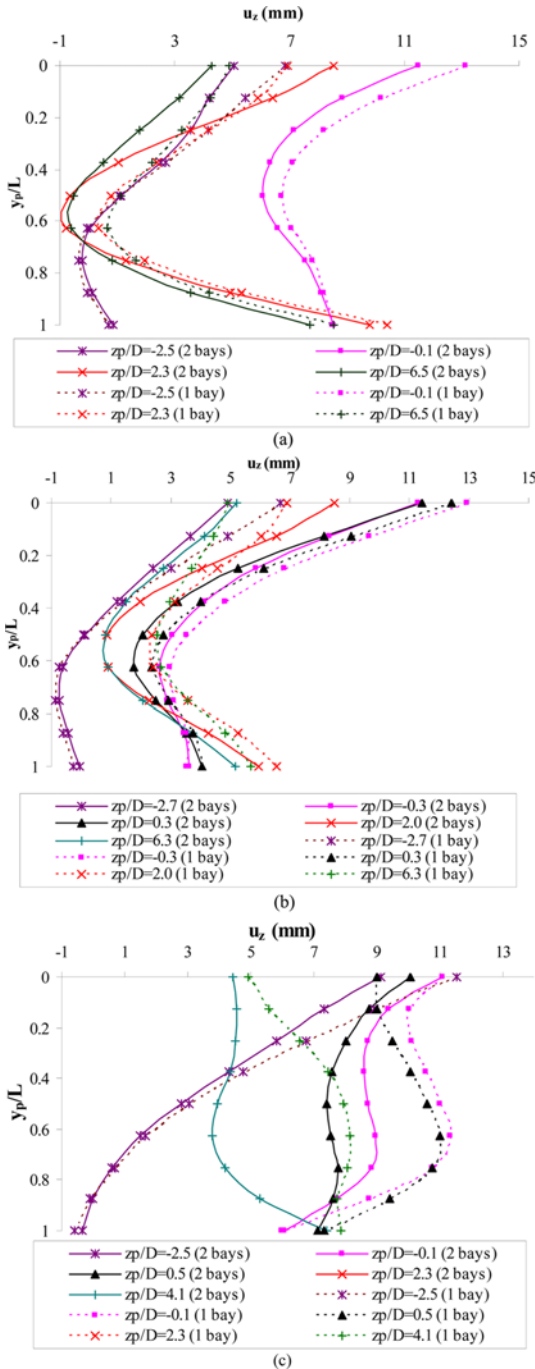 u_z (mm)
-1 3 7 11 15
0
0.2
0.4
0.6
0.8
1
y_p/L
zp/D=-2.5 (2 bays) zp/D=-0.1 (2 bays)
zp/D=2.3 (2 bays) zp/D=6.5 (2 bays)
zp/D=-2.5 (1 bay) zp/D=-0.1 (1 bay)
zp/D=2.3 (1 bay) zp/D=6.5 (1 bay)
(a)
u_z (mm)
-1 1 3 5 7 9 11 13 15
0
0.2
0.4
0.6
0.8
1
y_p/L
zp/D=-2.7 (2 bays) zp/D=-0.3 (2 bays)
zp/D=0.3 (2 bays) zp/D=2.0 (2 bays)
zp/D=6.3 (2 bays) zp/D=-2.7 (1 bay)
zp/D=-0.3 (1 bay) zp/D=0.3 (1 bay)
zp/D=2.0 (1 bay) zp/D=6.3 (1 bay)
(b)
u_z (mm)
-1 1 3 5 7 9 11 13
0
0.2
0.4
0.6
0.8
1
y_p/L
zp/D=-2.5 (2 bays) zp/D=-0.1 (2 bays)
zp/D=0.5 (2 bays) zp/D=2.3 (2 bays)
zp/D=4.1 (2 bays) zp/D=-2.5 (1 bay)
zp/D=-0.1 (1 bay) zp/D=0.5 (1 bay)
zp/D=2.3 (1 bay) zp/D=4.1 (1 bay)
(c)